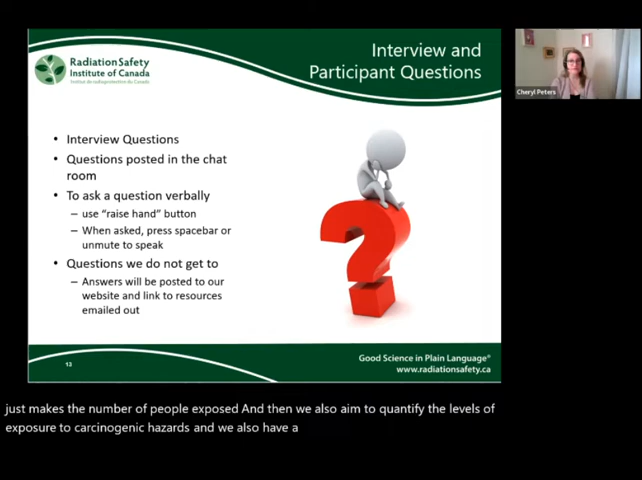 Radiation Safety
Institute of Canada
Institut de radioprotection du Canada
Interview and
Participant Questions
Cheryl Peters
• Interview Questions
• Questions posted in the chat
room
• To ask a question verbally
– use “raise hand” button
– When asked, press spacebar or
unmute to speak
• Questions we do not get to
– Answers will be posted to our
website and link to resources
emailed out
13
Good Science in Plain Language®
www.radiationsafety.ca
just makes the number of people exposed And then we also aim to quantify the levels of
exposure to carcinogenic hazards and we also have a